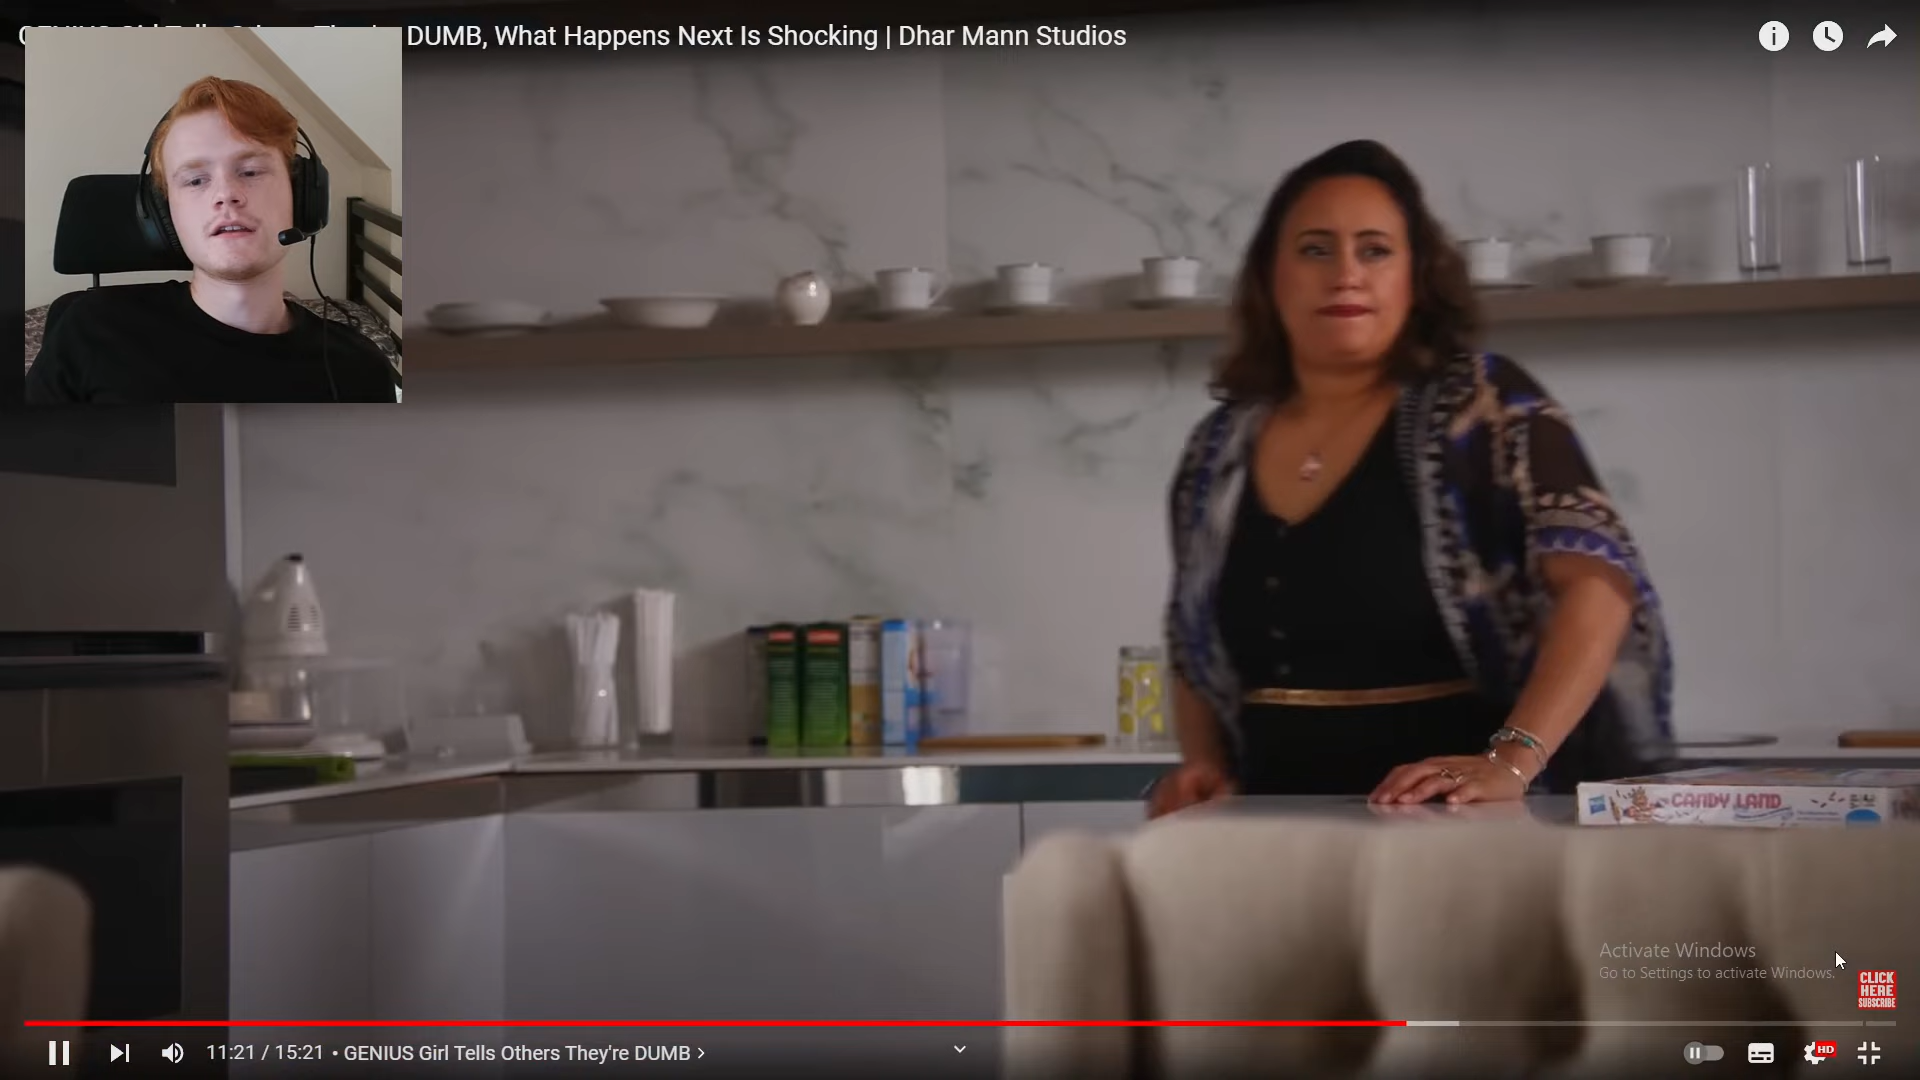 DUMB, What Happens Next Is Shocking | Dhar Mann Studios
CANDY LAND
Activate Windows
Go to Settings to activate Windows.
CLICK
HERE
SUBSCRIBE
11:21 / 15:21 • GENIUS Girl Tells Others They're DUMB
HD